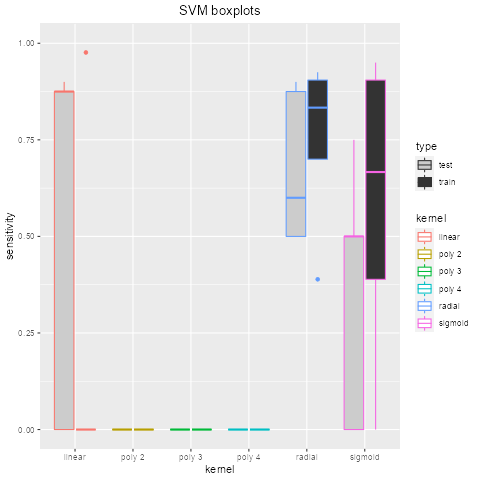 SVM boxplots
1.00
0.75
0.50
0.25
0.00
sensitivity
linear
poly 2
poly 3
poly 4
radial
sigmoid
kernel
type
test
train
kernel
linear
poly 2
poly 3
poly 4
radial
sigmoid